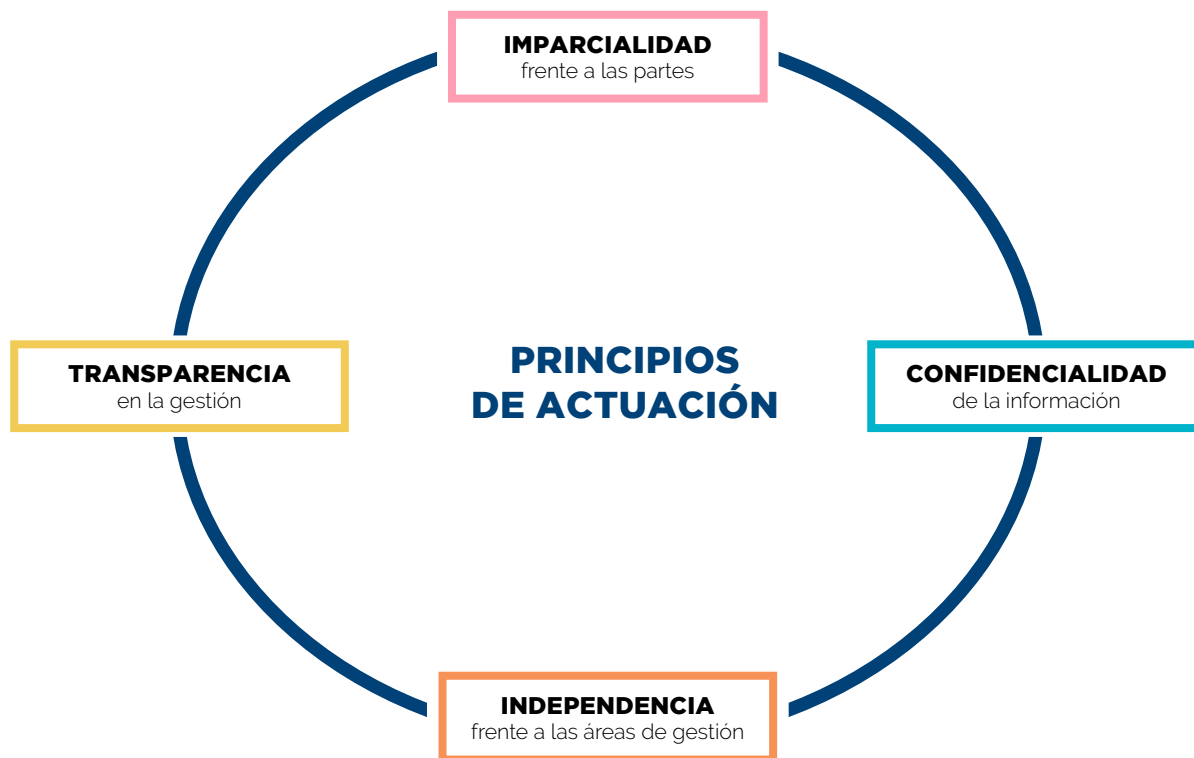 IMPARCIALIDAD
frente a las partes
TRANSPARENCIA
en la gestión
PRINCIPIOS
DE ACTUACIÓN
CONFIDENCIALIDAD
de la información
INDEPENDENCIA
frente a las áreas de gestión